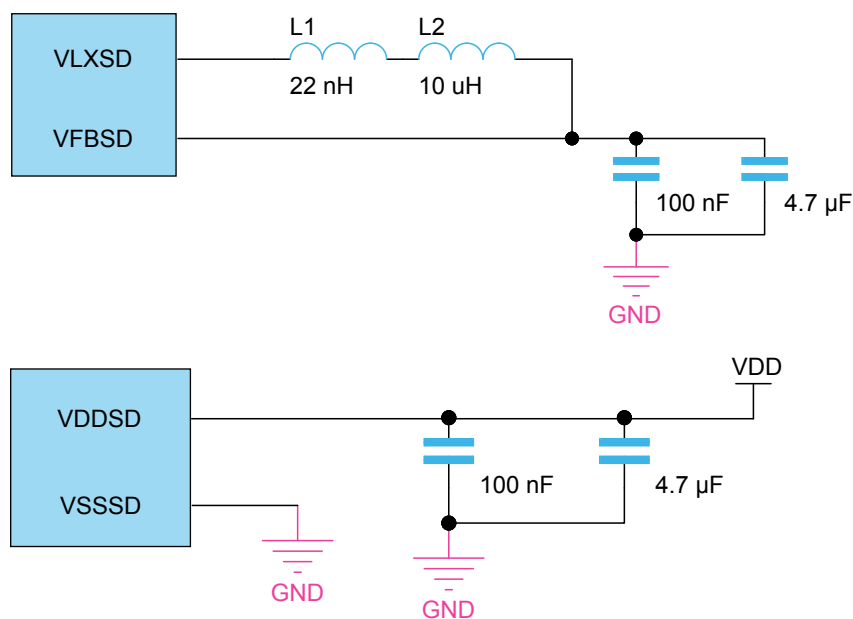 L1 L2
VLXSD
22 nH 10 uH
VFBSD
100 nF 4.7 µF
GND
VDD
VDDSD
100 nF 4.7 µF
VSSSD
GND GND